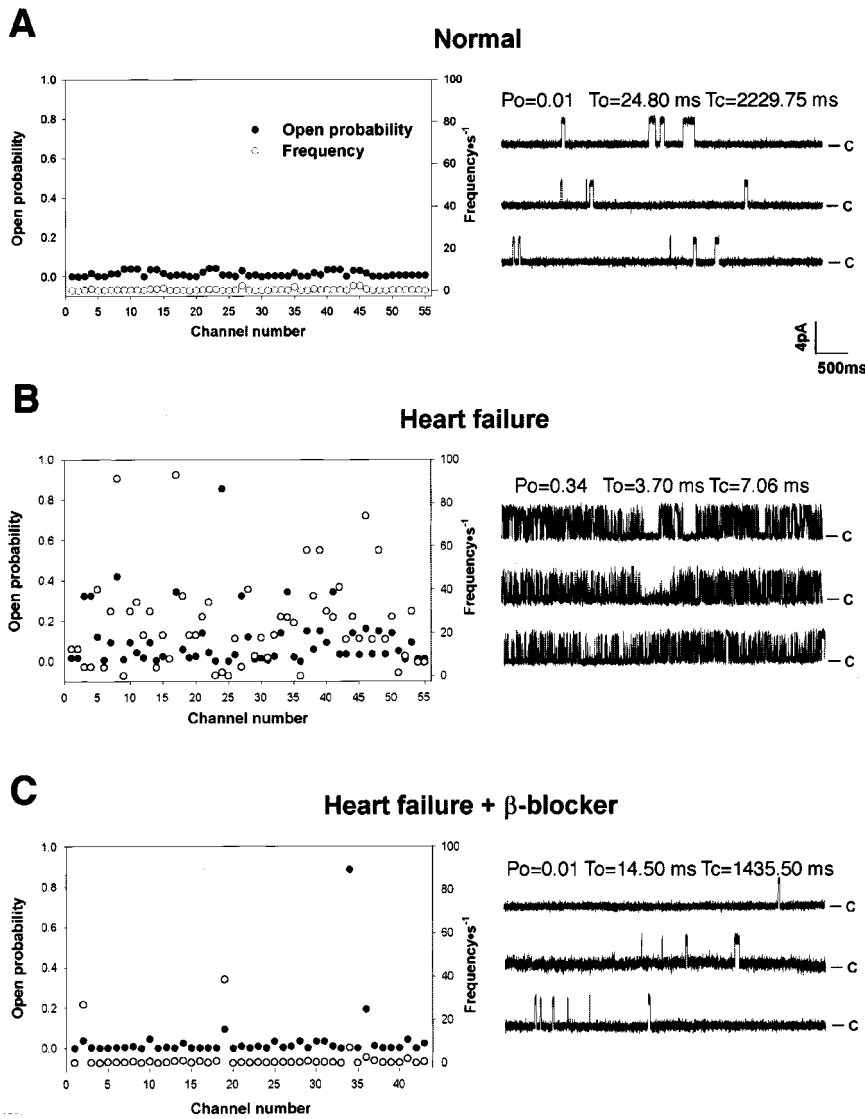 A
Normal
1.0
0.8
0.6
0.4
0.2
0.0
Open probability
100
80
60
40
20
0
Frequency•s⁻¹
Open probability
Frequency
0 5 10 15 20 25 30 35 40 45 50 55
Channel number
Po=0.01 To=24.80 ms Tc=2229.75 ms
C
C
C
4pA
500ms
B
Heart failure
1.0
0.8
0.6
0.4
0.2
0.0
Open probability
100
80
60
40
20
0
Frequency•s⁻¹
0 5 10 15 20 25 30 35 40 45 50 55
Channel number
Po=0.34 To=3.70 ms Tc=7.06 ms
C
C
C
C
Heart failure + β-blocker
1.0
0.8
0.6
0.4
0.2
0.0
Open probability
100
80
60
40
20
0
Frequency•s⁻¹
0 10 20 30 40
Channel number
Po=0.01 To=14.50 ms Tc=1435.50 ms
C
C
C